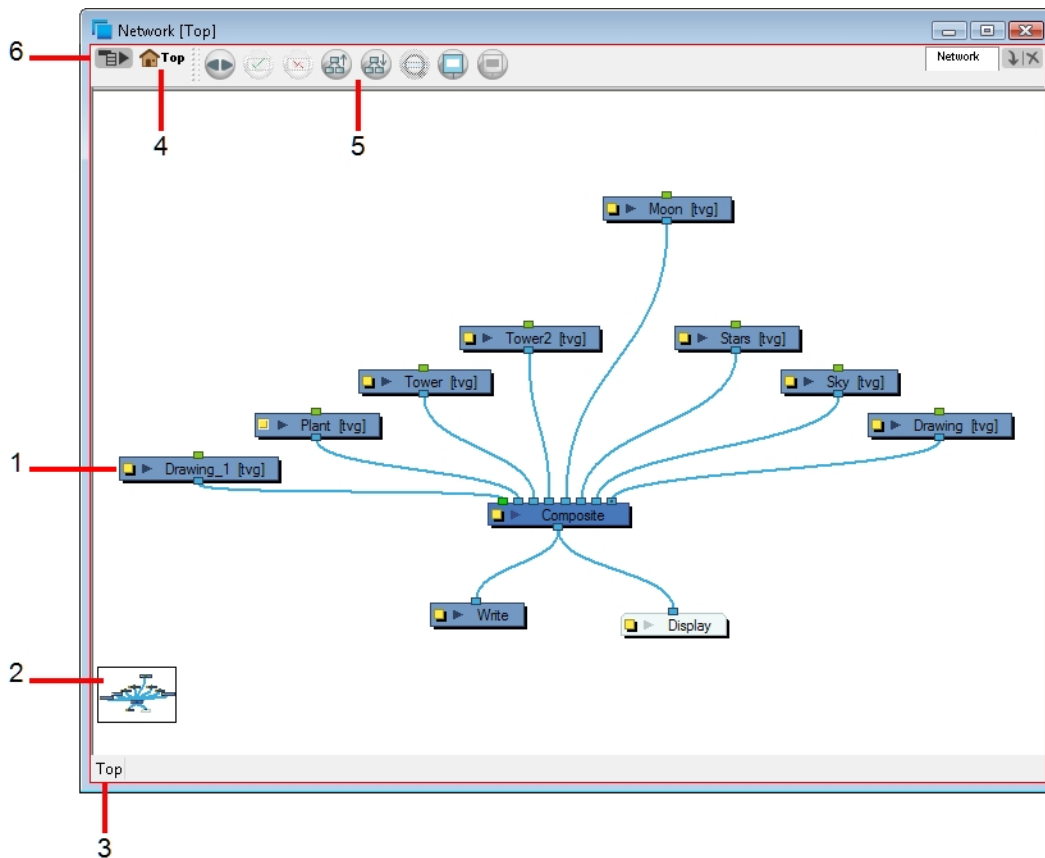 Network [Top]
6
Top
Network
4
5
Moon [tvg]
Tower2 [tvg]
Stars [tvg]
Tower [tvg]
Sky [tvg]
Plant [tvg]
Drawing [tvg]
1
Drawing_1 [tvg]
Composite
Write
Display
2
Top
3